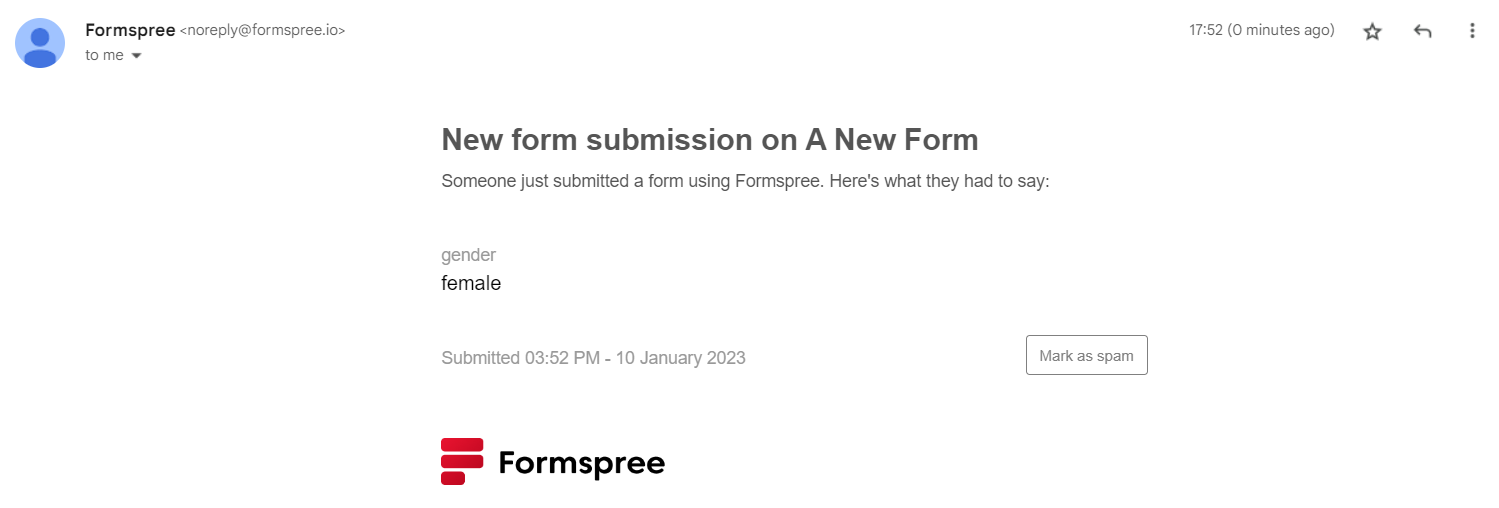 Formspree <noreply@formspree.io>
17:52 (0 minutes ago)
to me
New form submission on A New Form
Someone just submitted a form using Formspree. Here's what they had to say:
gender
female
Submitted 03:52 PM - 10 January 2023
Mark as spam
Formspree